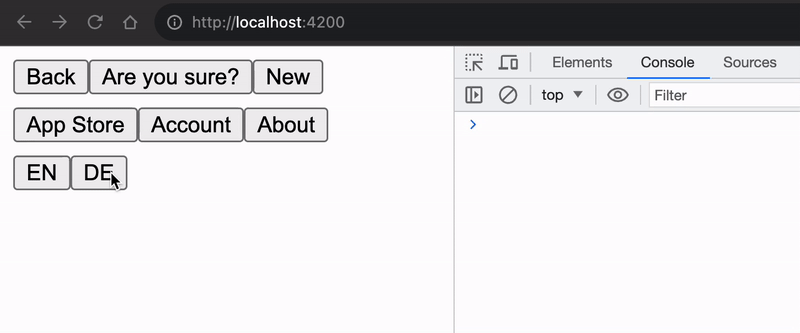 http://localhost:4200
Elements Console Sources
top Filter
Back Are you sure? New
App Store Account About
EN DE